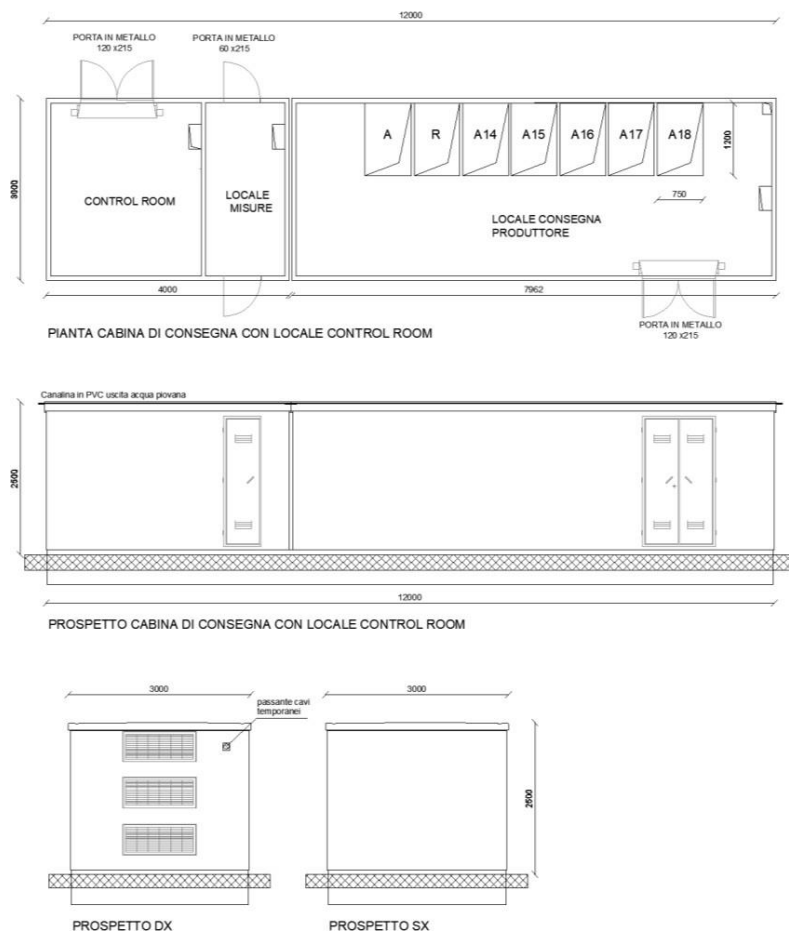 12000
PORTA IN METALLO
120 x215
PORTA IN METALLO
60 x215
A
R
A14
A15
A16
A17
A18
1200
3000
CONTROL ROOM
LOCALE
MISURE
750
LOCALE CONSEGNA
PRODUTTORE
4000
7962
PORTA IN METALLO
120 x215
PIANTA CABINA DI CONSEGNA CON LOCALE CONTROL ROOM
Canalina in PVC uscita acqua piovana
2500
12000
PROSPETTO CABINA DI CONSEGNA CON LOCALE CONTROL ROOM
3000
passante cavi
temporanei
3000
2500
PROSPETTO DX
PROSPETTO SX